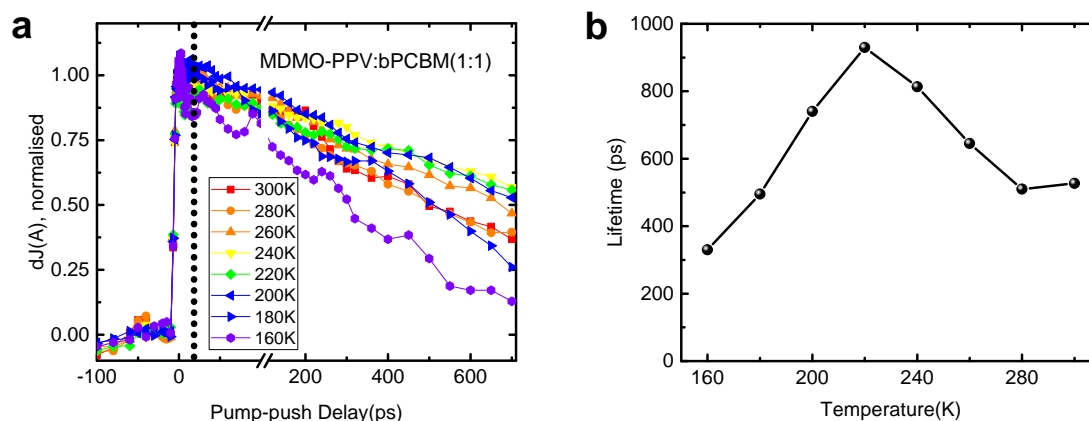 a
MDMO-PPV:bPCBM(1:1)
dJ(A), normalised
1.00
0.75
0.50
0.25
0.00
300K
280K
260K
240K
220K
200K
180K
160K
-100 0 200 400 600
Pump-push Delay(ps)
b
Lifetime (ps)
1000
800
600
400
200
0
160 200 240 280
Temperature(K)